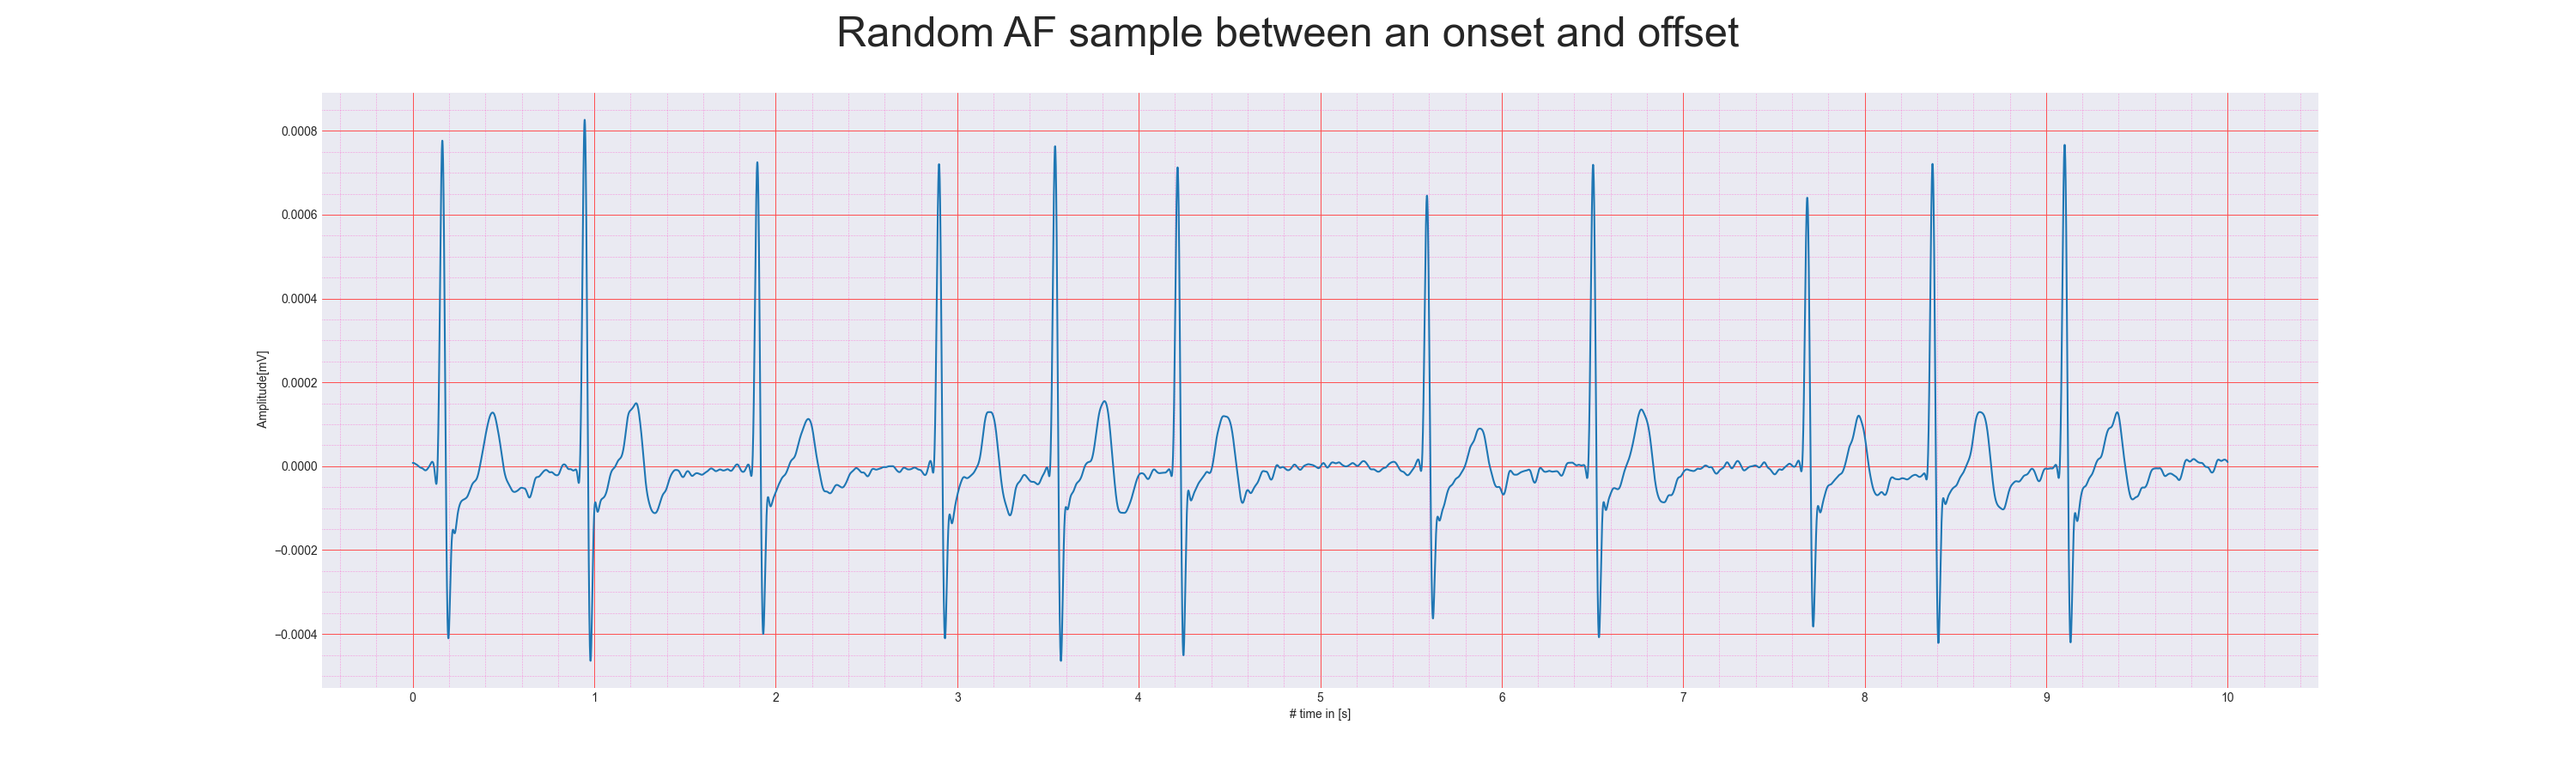 Random AF sample between an onset and offset
0.0008
0.0006
0.0004
0.0002
0.0000
−0.0002
−0.0004
Amplitude[mV]
0 1 2 3 4 5 6 7 8 9 10
# time in [s]